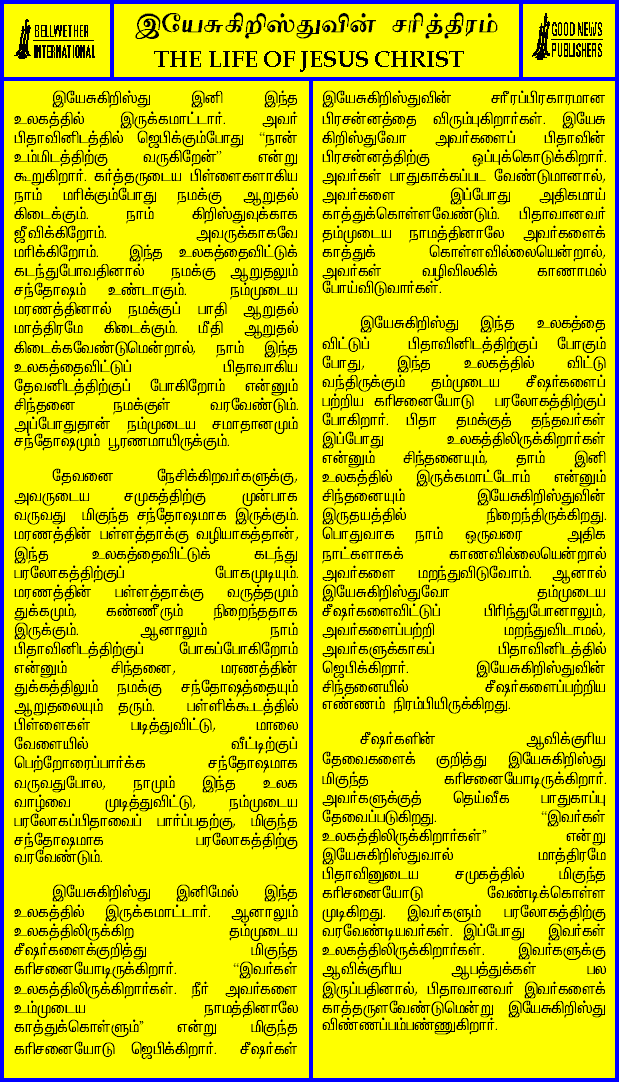 BELLWETHER
INTERNATIONAL
இயேசுகிறிஸ்துவின் சரித்திரம்
THE LIFE OF JESUS CHRIST
GOOD NEWS
PUBLISHERS
இயேசுகிறிஸ்து இனி இந்த
உலகத்தில் இருக்கமாட்டார். அவர்
பிதாவினிடத்தில் ஜெபிக்கும்போது “நான்
உம்மிடத்திற்கு வருகிறேன்” என்று
கூறுகிறார். கர்த்தருடைய பிள்ளைகளாகிய
நாம் மரிக்கும்போது நமக்கு ஆறுதல்
கிடைக்கும். நாம் கிறிஸ்துவுக்காக
ஜீவிக்கிறோம். அவருக்காகவே
மரிக்கிறோம். இந்த உலகத்தைவிட்டுக்
கடந்துபோவதினால் நமக்கு ஆறுதலும்
சந்தோஷம் உண்டாகும். நம்முடைய
மரணத்தினால் நமக்குப் பாதி ஆறுதல்
மாத்திரமே கிடைக்கும். மீதி ஆறுதல்
கிடைக்கவேண்டுமென்றால், நாம் இந்த
உலகத்தைவிட்டுப் பிதாவாகிய
தேவனிடத்திற்குப் போகிறோம் என்னும்
சிந்தனை நமக்குள் வரவேண்டும்.
அப்போதுதான் நம்முடைய சமாதானமும்
சந்தோஷமும் பூரணமாயிருக்கும்.
தேவனை நேசிக்கிறவர்களுக்கு,
அவருடைய சமுகத்திற்கு முன்பாக
வருவது மிகுந்த சந்தோஷமாக இருக்கும்.
மரணத்தின் பள்ளத்தாக்கு வழியாகத்தான்,
இந்த உலகத்தைவிட்டுக் கடந்து
பரலோகத்திற்குப் போகமுடியும்.
மரணத்தின் பள்ளத்தாக்கு வருத்தமும்
துக்கமும், கண்ணீரும் நிறைந்ததாக
இருக்கும். ஆனாலும் நாம்
பிதாவினிடத்திற்குப் போகப்போகிறோம்
என்னும் சிந்தனை, மரணத்தின்
துக்கத்திலும் நமக்கு சந்தோஷத்தையும்
ஆறுதலையும் தரும். பள்ளிக்கூடத்தில்
பிள்ளைகள் படித்துவிட்டு, மாலை
வேளையில் வீட்டிற்குப்
பெற்றோரைப்பார்க்க சந்தோஷமாக
வருவதுபோல, நாமும் இந்த உலக
வாழ்வை முடித்துவிட்டு, நம்முடைய
பரலோகப்பிதாவைப் பார்ப்பதற்கு, மிகுந்த
சந்தோஷமாக பரலோகத்திற்கு
வரவேண்டும்.
இயேசுகிறிஸ்து இனிமேல் இந்த
உலகத்தில் இருக்கமாட்டார். ஆனாலும்
உலகத்திலிருக்கிற தம்முடைய
சீஷர்களைக்குறித்து மிகுந்த
கரிசனையோடிருக்கிறார். “இவர்கள்
உலகத்திலிருக்கிறார்கள். நீர் அவர்களை
உம்முடைய நாமத்தினாலே
காத்துக்கொள்ளும்” என்று மிகுந்த
கரிசனையோடு ஜெபிக்கிறார். சீஷர்கள்
இயேசுகிறிஸ்துவின் சரீரப்பிரகாரமான
பிரசன்னத்தை விரும்புகிறார்கள். இயேசு
கிறிஸ்துவோ அவர்களைப் பிதாவின்
பிரசன்னத்திற்கு ஒப்புக்கொடுக்கிறார்.
அவர்கள் பாதுகாக்கப்பட வேண்டுமானால்,
அவர்களை இப்போது அதிகமாய்
காத்துக்கொள்ளவேண்டும். பிதாவானவர்
தம்முடைய நாமத்தினாலே அவர்களைக்
காத்துக் கொள்ளவில்லையென்றால்,
அவர்கள் வழிவிலகிக் காணாமல்
போய்விடுவார்கள்.
இயேசுகிறிஸ்து இந்த உலகத்தை
விட்டுப் பிதாவினிடத்திற்குப் போகும்
போது, இந்த உலகத்தில் விட்டு
வந்திருக்கும் தம்முடைய சீஷர்களைப்
பற்றிய கரிசனையோடு பரலோகத்திற்குப்
போகிறார். பிதா தமக்குத் தந்தவர்கள்
இப்போது உலகத்திலிருக்கிறார்கள்
என்னும் சிந்தனையும், தாம் இனி
உலகத்தில் இருக்கமாட்டோம் என்னும்
சிந்தனையும் இயேசுகிறிஸ்துவின்
இருதயத்தில் நிறைந்திருக்கிறது.
பொதுவாக நாம் ஒருவரை அதிக
நாட்களாகக் காணவில்லையென்றால்
அவர்களை மறந்துவிடுவோம். ஆனால்
இயேசுகிறிஸ்துவோ தம்முடைய
சீஷர்களைவிட்டுப் பிரிந்துபோனாலும்,
அவர்களைப்பற்றி மறந்துவிடாமல்,
அவர்களுக்காகப் பிதாவினிடத்தில்
ஜெபிக்கிறார். இயேசுகிறிஸ்துவின்
சிந்தனையில் சீஷர்களைப்பற்றிய
எண்ணம் நிரம்பியிருக்கிறது.
சீஷர்களின் ஆவிக்குரிய
தேவைகளைக் குறித்து இயேசுகிறிஸ்து
மிகுந்த கரிசனையோடிருக்கிறார்.
அவர்களுக்குத் தெய்வீக பாதுகாப்பு
தேவைப்படுகிறது. “இவர்கள்
உலகத்திலிருக்கிறார்கள்” என்று
இயேசுகிறிஸ்துவால் மாத்திரமே
பிதாவினுடைய சமுகத்தில் மிகுந்த
கரிசனையோடு வேண்டிக்கொள்ள
முடிகிறது. இவர்களும் பரலோகத்திற்கு
வரவேண்டியவர்கள். இப்போது இவர்கள்
உலகத்திலிருக்கிறார்கள். இவர்களுக்கு
ஆவிக்குரிய ஆபத்துக்கள் பல
இருப்பதினால், பிதாவானவர் இவர்களைக்
காத்தருளவேண்டுமென்று இயேசுகிறிஸ்து
விண்ணப்பம்பண்ணுகிறார்.